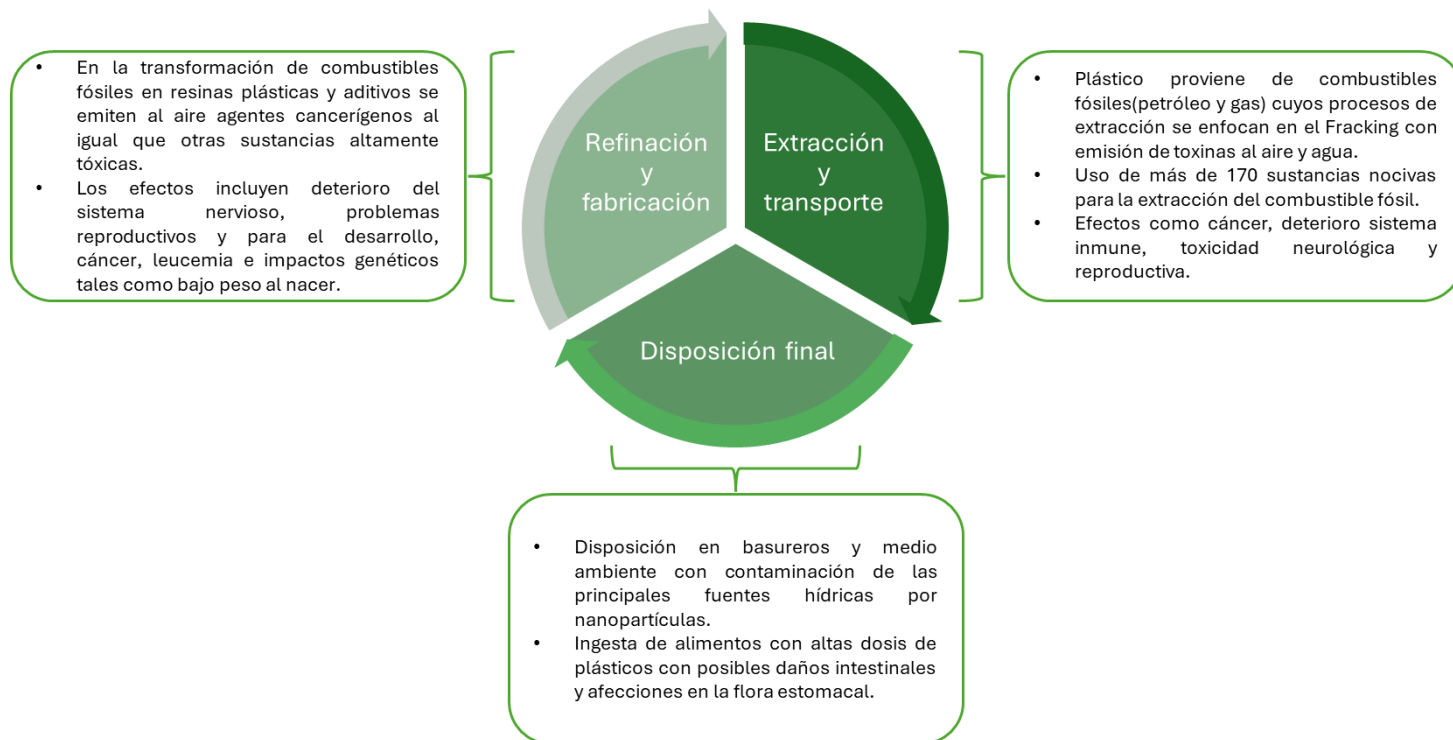 • En la transformación de combustibles
fósiles en resinas plásticas y aditivos se
emiten al aire agentes cancerígenos al
igual que otras sustancias altamente
tóxicas.
• Los efectos incluyen deterioro del
sistema nervioso, problemas
reproductivos y para el desarrollo,
cáncer, leucemia e impactos genéticos
tales como bajo peso al nacer.
Refinación
y
fabricación
Extracción
y
transporte
• Plástico proviene de combustibles
fósiles(petróleo y gas) cuyos procesos de
extracción se enfocan en el Fracking con
emisión de toxinas al aire y agua.
• Uso de más de 170 sustancias nocivas
para la extracción del combustible fósil.
• Efectos como cáncer, deterioro sistema
inmune, toxicidad neurológica y
reproductiva.
Disposición final
• Disposición en basureros y medio
ambiente con contaminación de las
principales fuentes hídricas por
nanopartículas.
• Ingesta de alimentos con altas dosis de
plásticos con posibles daños intestinales
y afecciones en la flora estomacal.